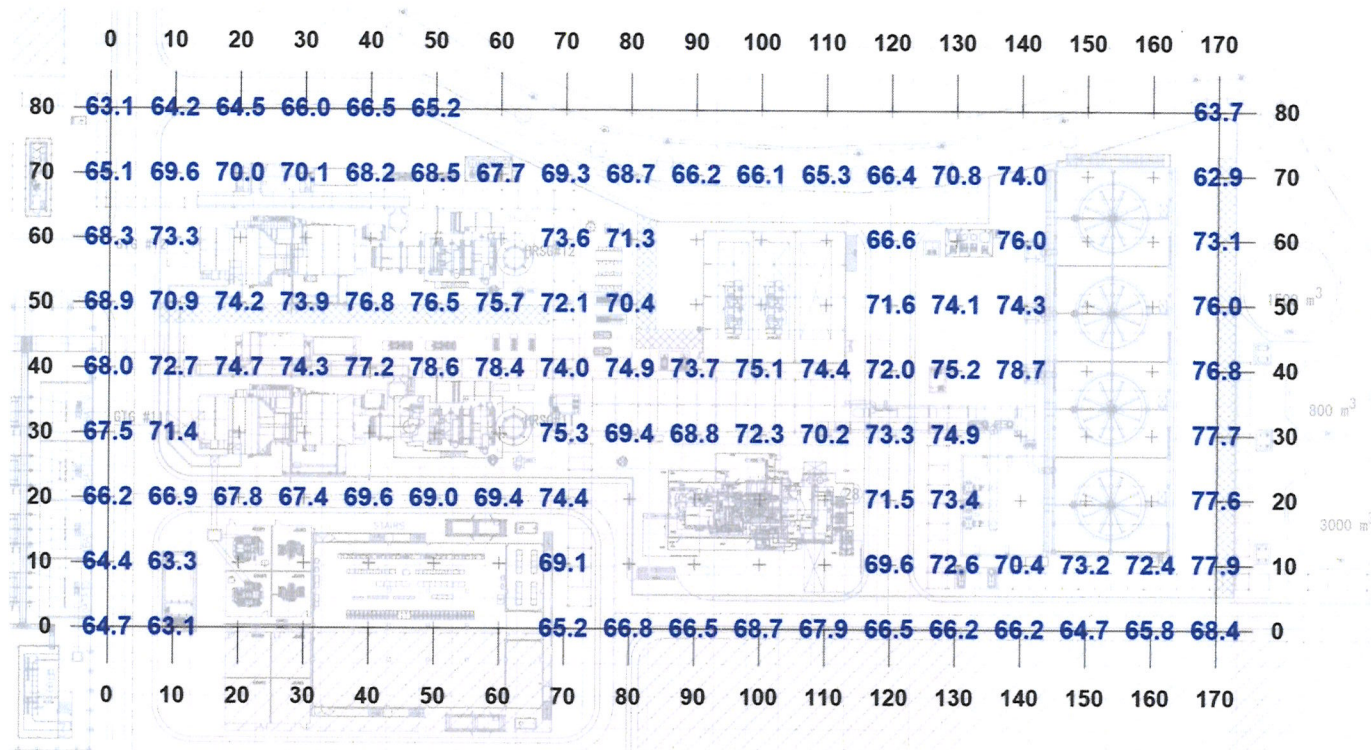 0 10 20 30 40 50 60 70 80 90 100 110 120 130 140 150 160 170
80 63.1 64.2 64.5 66.0 66.5 65.2 63.7 80
70 65.1 69.6 70.0 70.1 68.2 68.5 67.7 69.3 68.7 66.2 66.1 65.3 66.4 70.8 74.0 62.9 70
60 68.3 73.3 73.6 71.3 66.6 76.0 73.1 60
HRSG#12
50 68.9 70.9 74.2 73.9 76.8 76.5 75.7 72.1 70.4 71.6 74.1 74.3 76.0 50
40 68.0 72.7 74.7 74.3 77.2 78.6 78.4 74.0 74.9 73.7 75.1 74.4 72.0 75.2 78.7 76.8 40
800 m³
GTG #11
30 67.5 71.4 75.3 69.4 68.8 72.3 70.2 73.3 74.9 77.7 30
20 66.2 66.9 67.8 67.4 69.6 69.0 69.4 74.4 28 71.5 73.4 77.6 20
3000 m
10 64.4 63.3 69.1 69.6 72.6 70.4 73.2 72.4 77.9 10
0 64.7 63.1 65.2 66.8 66.5 68.7 67.9 66.5 66.2 66.2 64.7 65.8 68.4 0
0 10 20 30 40 50 60 70 80 90 100 110 120 130 140 150 160 170